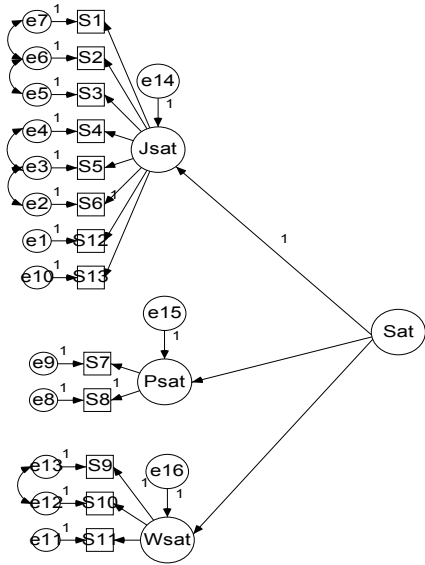 e7 1 S1
e6 1 S2
e5 1 S3
e14
1
e4 1 S4
Jsat
e3 1 S5
e2 1 S6 1
e1 1 S12
1
e10 1 S13
e15
1
Sat
e9 1 S7
Psat
e8 1 S8 1
e13 1 S9
e16
1 1
e12 1 S10
e11 1 S11
Wsat